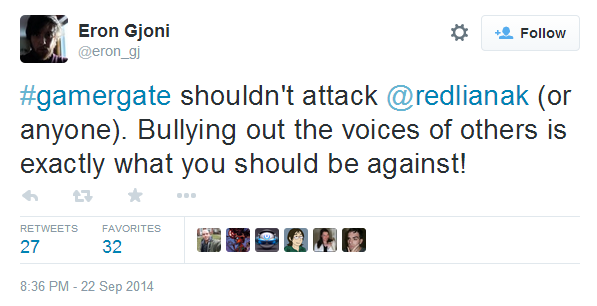 Eron Gjoni
@eron_gj
Follow
#gamergate shouldn't attack @redlianak (or
anyone). Bullying out the voices of others is
exactly what you should be against!
RETWEETS FAVORITES
27 32
8:36 PM - 22 Sep 2014